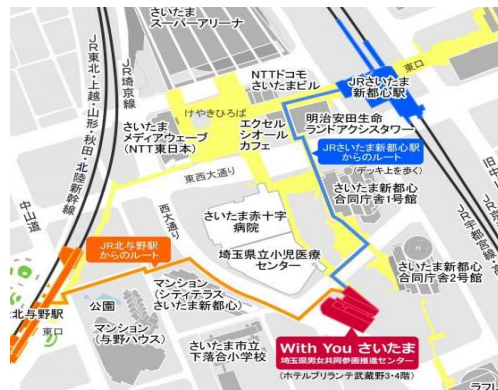 さいたま
スーパーアリーナ
JR東北・上越・山形・秋田・北陸新幹線
JR埼京線
NTTドコモ
さいたまビル
東口
JRさいたま
新都心駅
けやきひろば
さいたま
メディアウェーブ
(NTT東日本)
エクセル
シオール
カフェ
明治安田生命
ランドアクシスタワー
JRさいたま新都心駅
からのルート
(デッキ上を歩く)
東西大通り
さいたま新都心
合同庁舎1号館
中山道
西大通り
さいたま赤十字
病院
埼玉県立小児医療
センター
JR北与野駅
からのルート
さいたま新都心
合同庁舎2号館
JR宇都宮線・高
JR京
旧中
北与野駅
東口
公園
マンション
(シティテラス
さいたま新都心)
マンション
(与野ハウス)
さいたま市立
下落合小学校
With You さいたま
埼玉県男女共同参画推進センター
(ホテルブリランテ武蔵野3・4階)
ラフレ